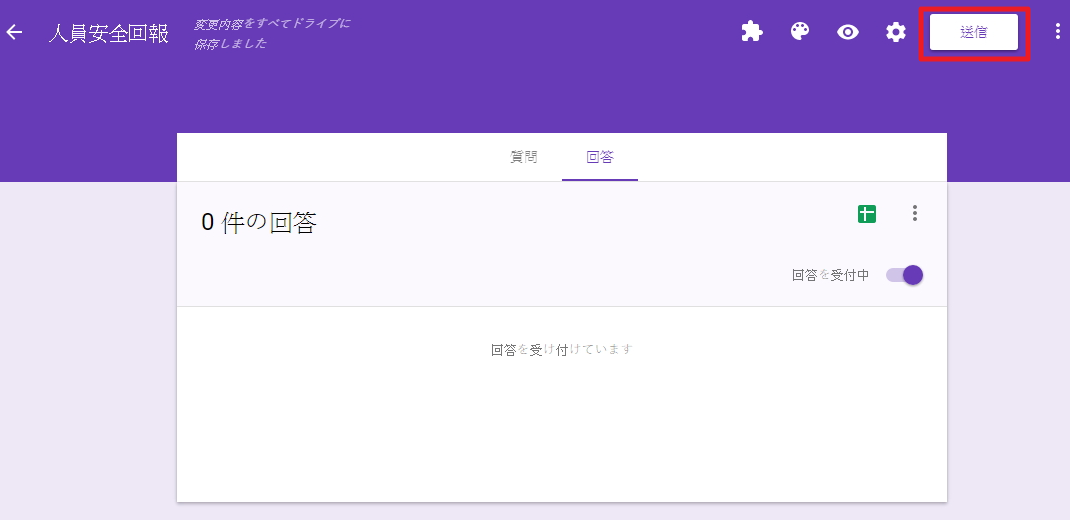 人員安全回報
変更内容をすべてドライブに
保存しました
送信
質問
回答
0 件の回答
回答を受付中
回答を受け付けています